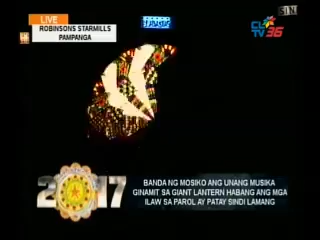 LIVE
ROBINSONS STARMILLS
PAMPANGA
CLTV36
2017
BANDA NG MOSIKO ANG UNANG MUSIKA
GINAMIT SA GIANT LANTERN HABANG ANG MGA
ILAW SA PAROL AY PATAY SINDI LAMANG